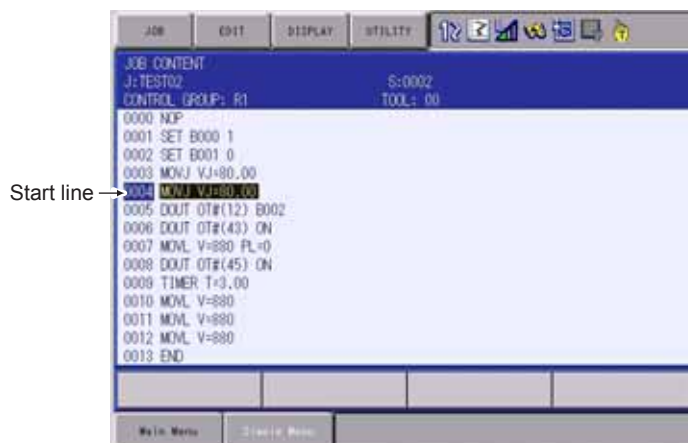 JOB EDIT DISPLAY UTILITY
JOB CONTENT
J:TEST02 S:0002
CONTROL GROUP: R1 TOOL: 00
0000 NOP
0001 SET B000 1
0002 SET B001 0
0003 MOVJ VJ=80.00
Start line 0004 MOVJ VJ=80.00
0005 DOUT OT#(12) B002
0006 DOUT OT#(43) ON
0007 MOVL V=880 PL=0
0008 DOUT OT#(45) ON
0009 TIMER T=3.00
0010 MOVL V=880
0011 MOVL V=880
0012 MOVL V=880
0013 END
Main Menu Simple Menu